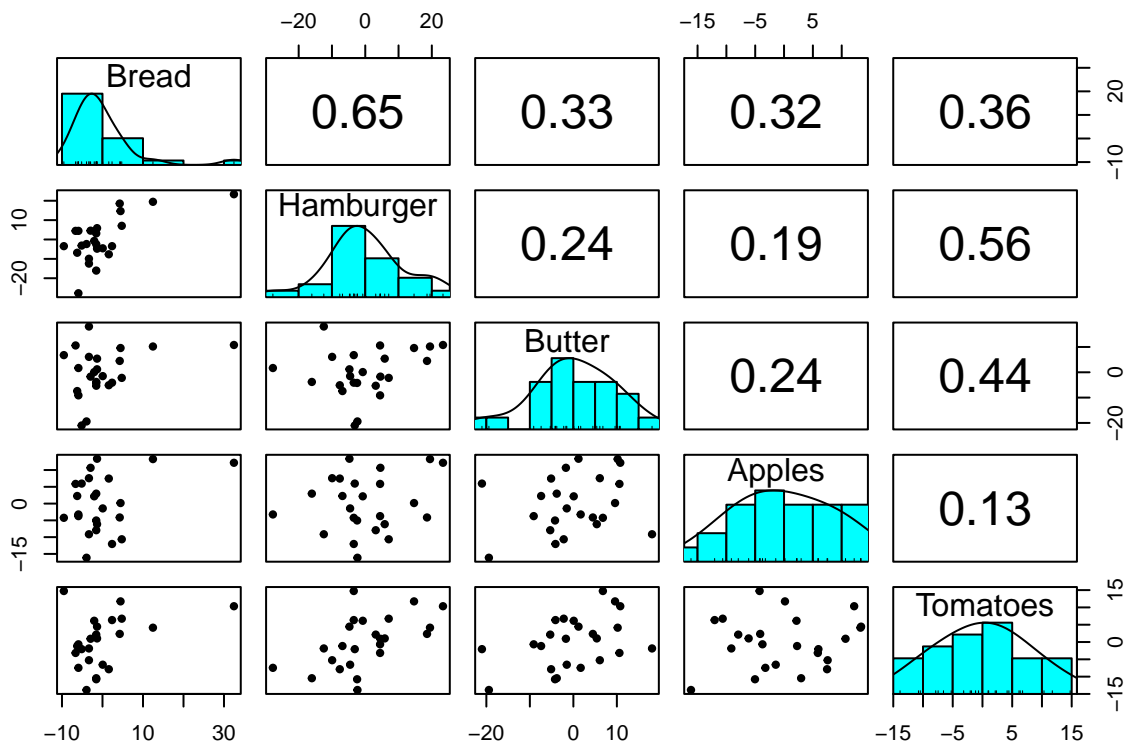 −20 0 20 −15 −5 5
Bread 0.65 0.33 0.32 0.36
−10 20
Hamburger 0.24 0.19 0.56
−20 10
Butter 0.24 0.44
−20 0
Apples 0.13
−15 0
Tomatoes
−15 0 15
−10 10 30 −20 0 10 −15 −5 5 15